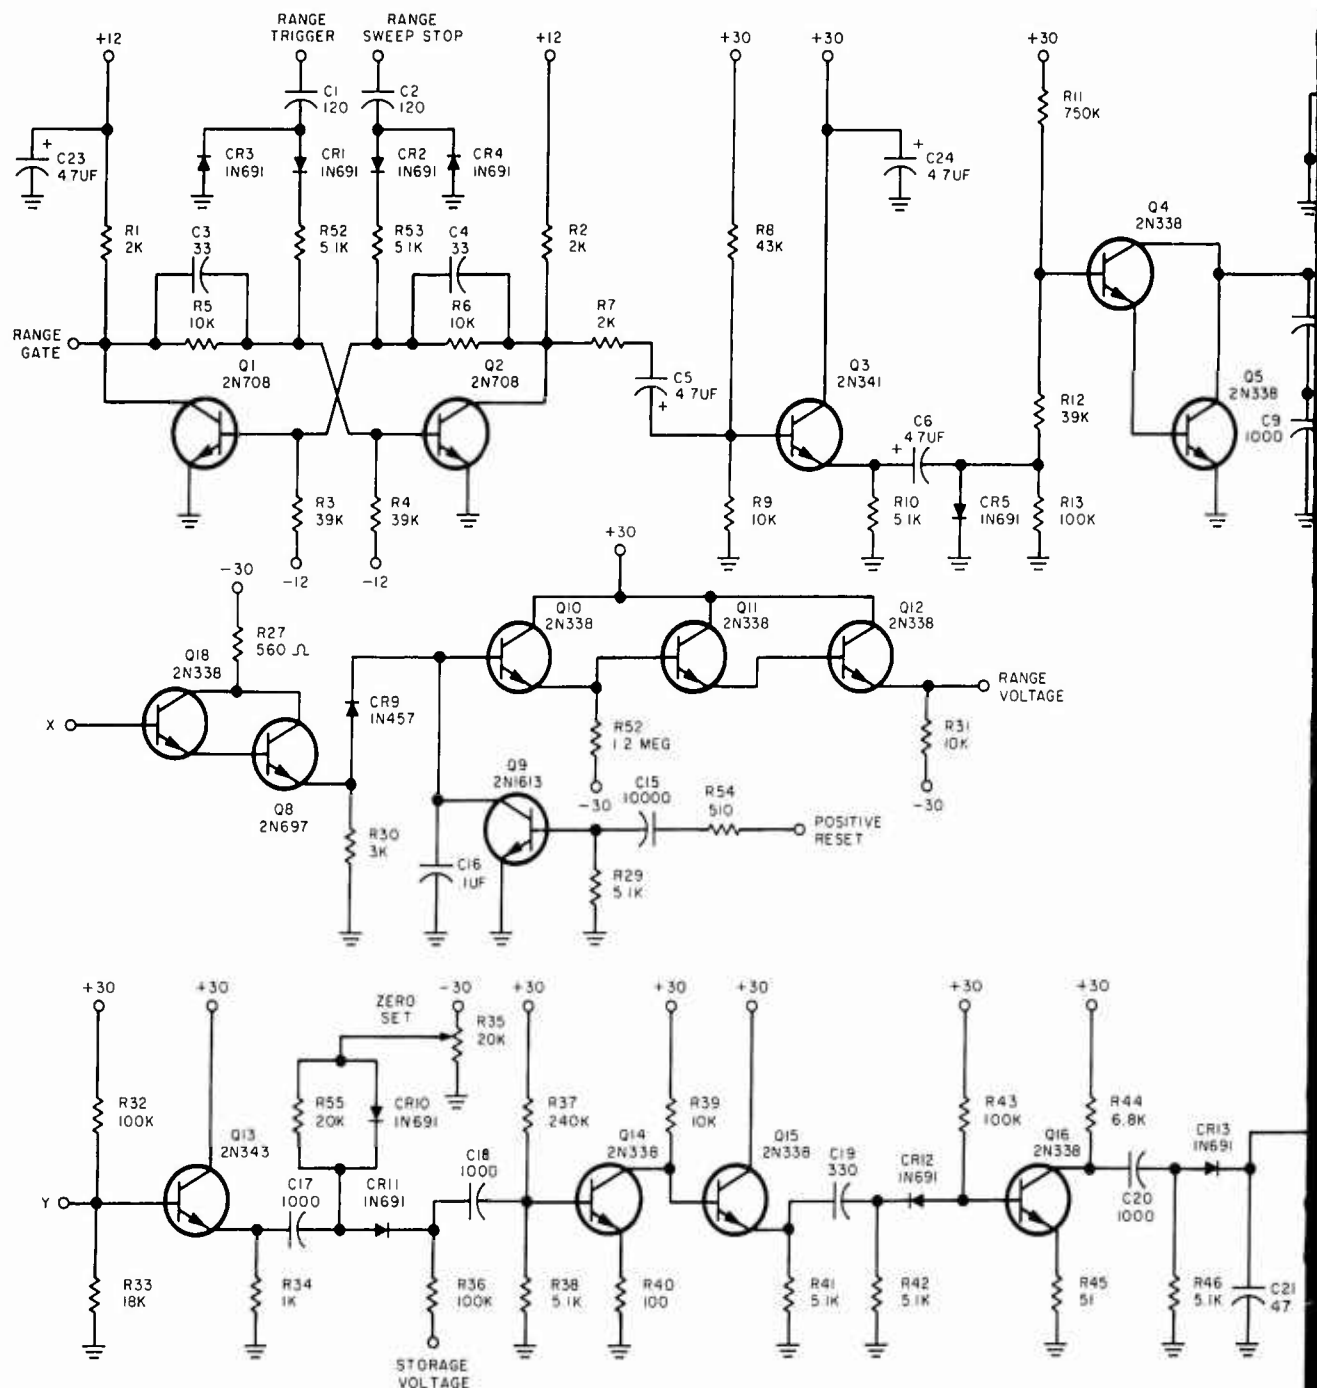 RANGE
TRIGGER
RANGE
SWEEP STOP
+12
+12
+30
+30
+30
C1
120
C2
120
R11
750K
+
C23
4.7UF
CR3
1N691
CR1
1N691
CR2
1N691
CR4
1N691
+
C24
4.7UF
Q4
2N338
R1
2K
C3
33
R52
5.1K
R53
5.1K
C4
33
R2
2K
R8
43K
R5
10K
R6
10K
R7
2K
RANGE
GATE
Q1
2N708
Q2
2N708
C5
4.7UF
+
Q3
2N341
Q5
2N338
C9
1000
R12
39K
C6
4.7UF
+
R3
39K
R4
39K
R9
10K
R10
5.1K
CR5
1N691
R13
100K
-12
-12
+30
-30
R27
560 Ω
Q18
2N338
Q10
2N338
Q11
2N338
Q12
2N338
CR9
1N457
RANGE
VOLTAGE
X
R52
1.2 MEG
R31
10K
Q9
2N1613
-30
C15
10000
R54
510
-30
Q8
2N697
POSITIVE
RESET
R30
3K
C16
.1UF
R29
5.1K
+30
+30
-30
+30
+30
+30
+30
+30
ZERO
SET
R35
20K
R32
100K
R55
20K
CR10
1N691
R37
240K
R39
10K
R43
100K
R44
6.8K
Q13
2N343
Q14
2N338
Q15
2N338
Q16
2N338
CR13
1N691
C17
1000
CR11
1N691
C18
1000
C19
330
CR12
1N691
C20
1000
Y
R33
18K
R34
1K
R36
100K
R38
5.1K
R40
100
R41
5.1K
R42
5.1K
R45
51
R46
5.1K
C21
47
STORAGE
VOLTAGE